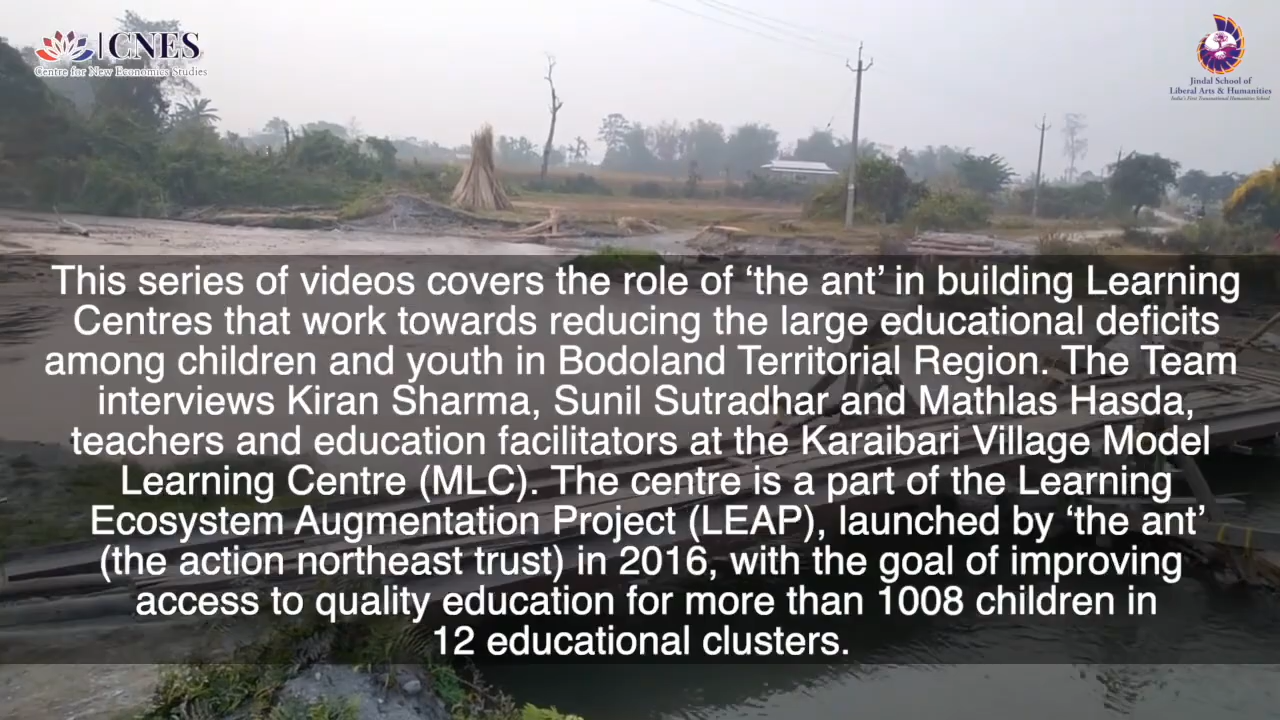 CNES
Centre for New Economics Studies
Jindal School of
Liberal Arts & Humanities
India's First Transnational Humanities School
This series of videos covers the role of ‘the ant’ in building Learning
Centres that work towards reducing the large educational deficits
among children and youth in Bodoland Territorial Region. The Team
interviews Kiran Sharma, Sunil Sutradhar and Mathlas Hasda,
teachers and education facilitators at the Karaibari Village Model
Learning Centre (MLC). The centre is a part of the Learning
Ecosystem Augmentation Project (LEAP), launched by ‘the ant’
(the action northeast trust) in 2016, with the goal of improving
access to quality education for more than 1008 children in
12 educational clusters.